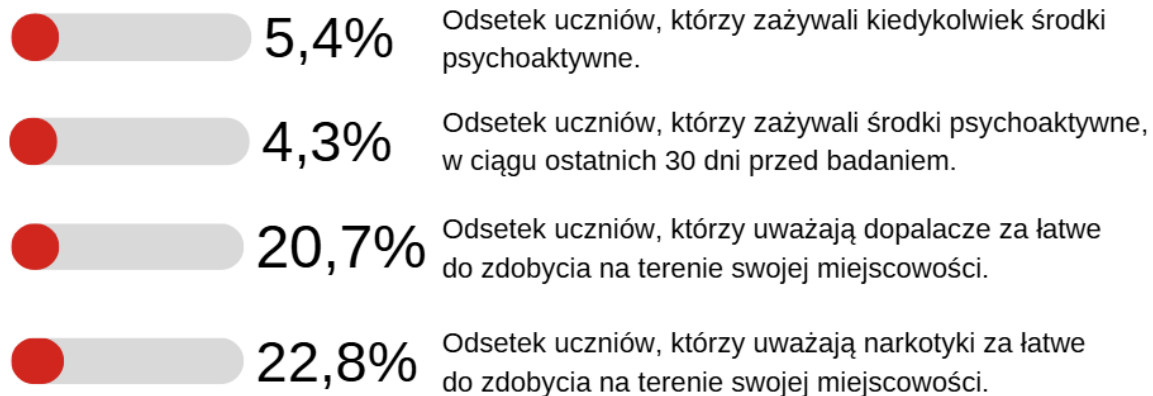 5,4%
Odsetek uczniów, którzy zażywali kiedykolwiek środki
psychoaktywne.
4,3%
Odsetek uczniów, którzy zażywali środki psychoaktywne,
w ciągu ostatnich 30 dni przed badaniem.
20,7%
Odsetek uczniów, którzy uważają dopalacze za łatwe
do zdobycia na terenie swojej miejscowości.
22,8%
Odsetek uczniów, którzy uważają narkotyki za łatwe
do zdobycia na terenie swojej miejscowości.